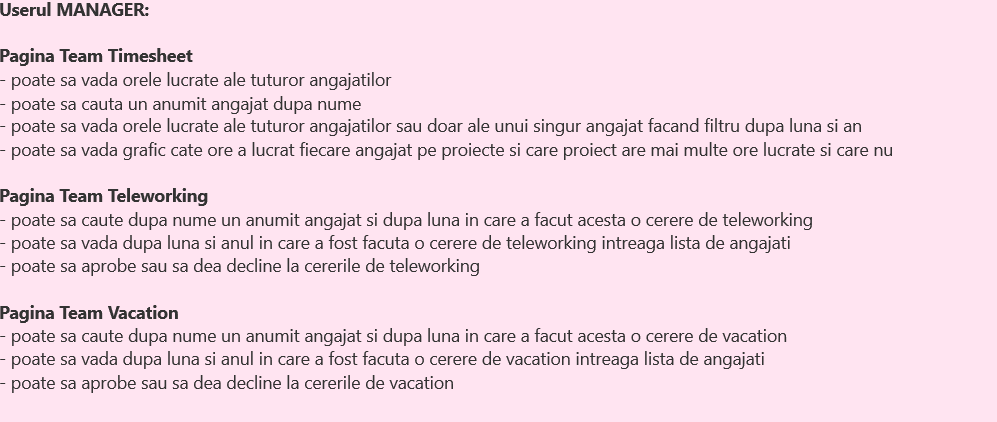 Userul MANAGER:
Pagina Team Timesheet
- poate sa vada orele lucrate ale tuturor angajatilor
- poate sa cauta un anumit angajat dupa nume
- poate sa vada orele lucrate ale tuturor angajatilor sau doar ale unui singur angajat facand filtru dupa luna si an
- poate sa vada grafic cate ore a lucrat fiecare angajat pe proiecte si care proiect are mai multe ore lucrate si care nu
Pagina Team Teleworking
- poate sa caute dupa nume un anumit angajat si dupa luna in care a facut acesta o cerere de teleworking
- poate sa vada dupa luna si anul in care a fost facuta o cerere de teleworking intreaga lista de angajati
- poate sa aprobe sau sa dea decline la cererile de teleworking
Pagina Team Vacation
- poate sa caute dupa nume un anumit angajat si dupa luna in care a facut acesta o cerere de vacation
- poate sa vada dupa luna si anul in care a fost facuta o cerere de vacation intreaga lista de angajati
- poate sa aprobe sau sa dea decline la cererile de vacation